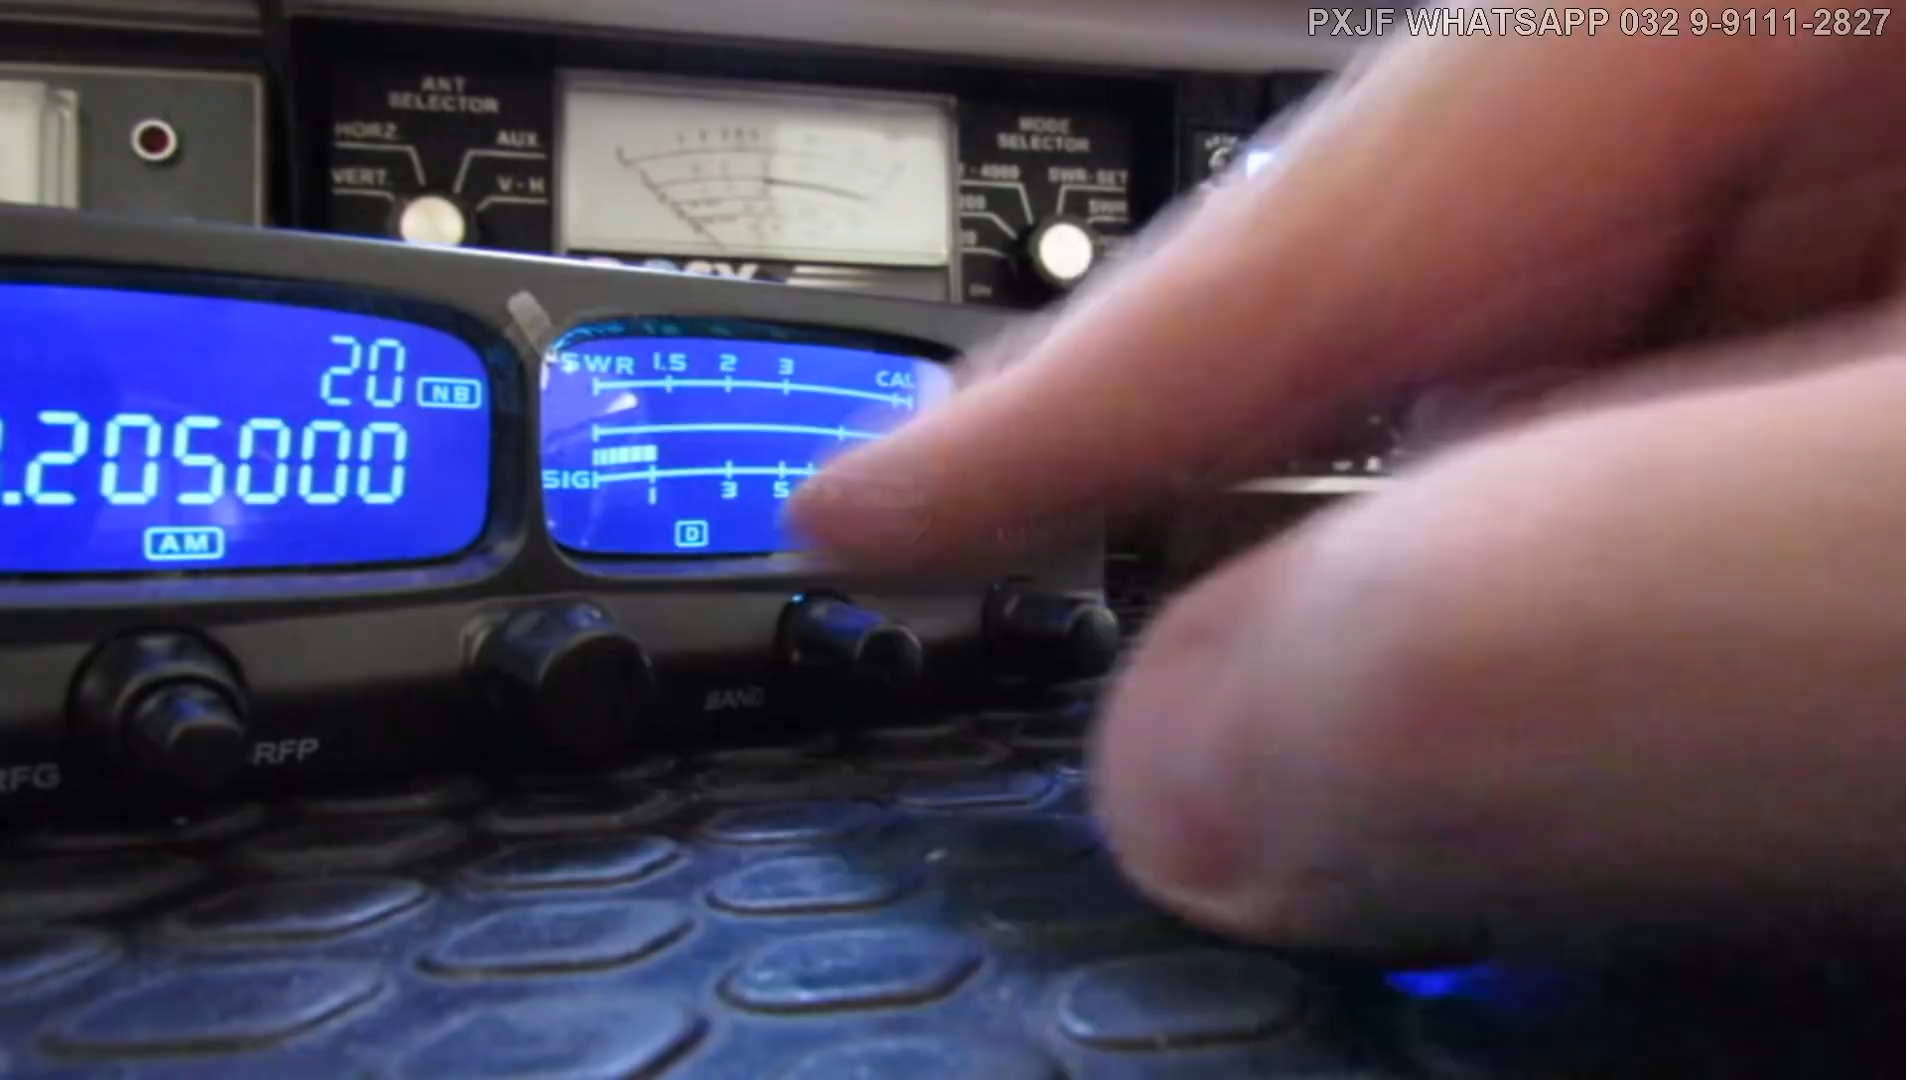 PXJF WHATSAPP 032 9-9111-2827
ANT
SELECTOR
HORZ.
AUX
VERT.
V-H
MODE
SELECTOR
SWR-SET
SWR
20
NB
.205000
AM
SWR 1.5 2 3
CAL
SIG
1 3 5
D
BAND
RFG
RFP